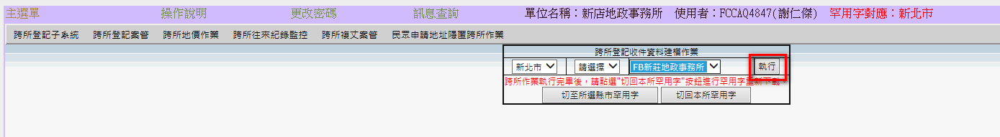 主選單 操作說明 更改密碼 訊息查詢 單位名稱：新店地政事務所 使用者：FCCAQ4847(謝仁傑) 罕用字對應：新北市
跨所登記子系統 跨所登記案管 跨所地價作業 跨所往來紀錄監控 跨所複丈案管 民眾申請地址隱匿跨所作業
跨所登記收件資料建檔作業
新北市 請選擇 FB新莊地政事務所 執行
跨所作業執行完畢後，請點選"切回本所罕用字"按鈕進行罕用字重新下載
切至所選縣市罕用字 切回本所罕用字